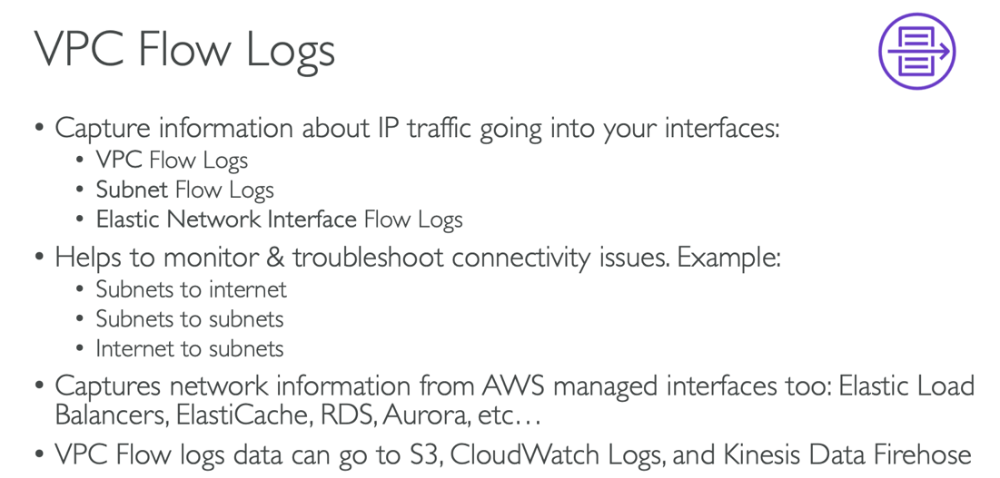 VPC Flow Logs
• Capture information about IP traffic going into your interfaces:
• VPC Flow Logs
• Subnet Flow Logs
• Elastic Network Interface Flow Logs
• Helps to monitor & troubleshoot connectivity issues. Example:
• Subnets to internet
• Subnets to subnets
• Internet to subnets
• Captures network information from AWS managed interfaces too: Elastic Load
Balancers, ElastiCache, RDS, Aurora, etc…
• VPC Flow logs data can go to S3, CloudWatch Logs, and Kinesis Data Firehose